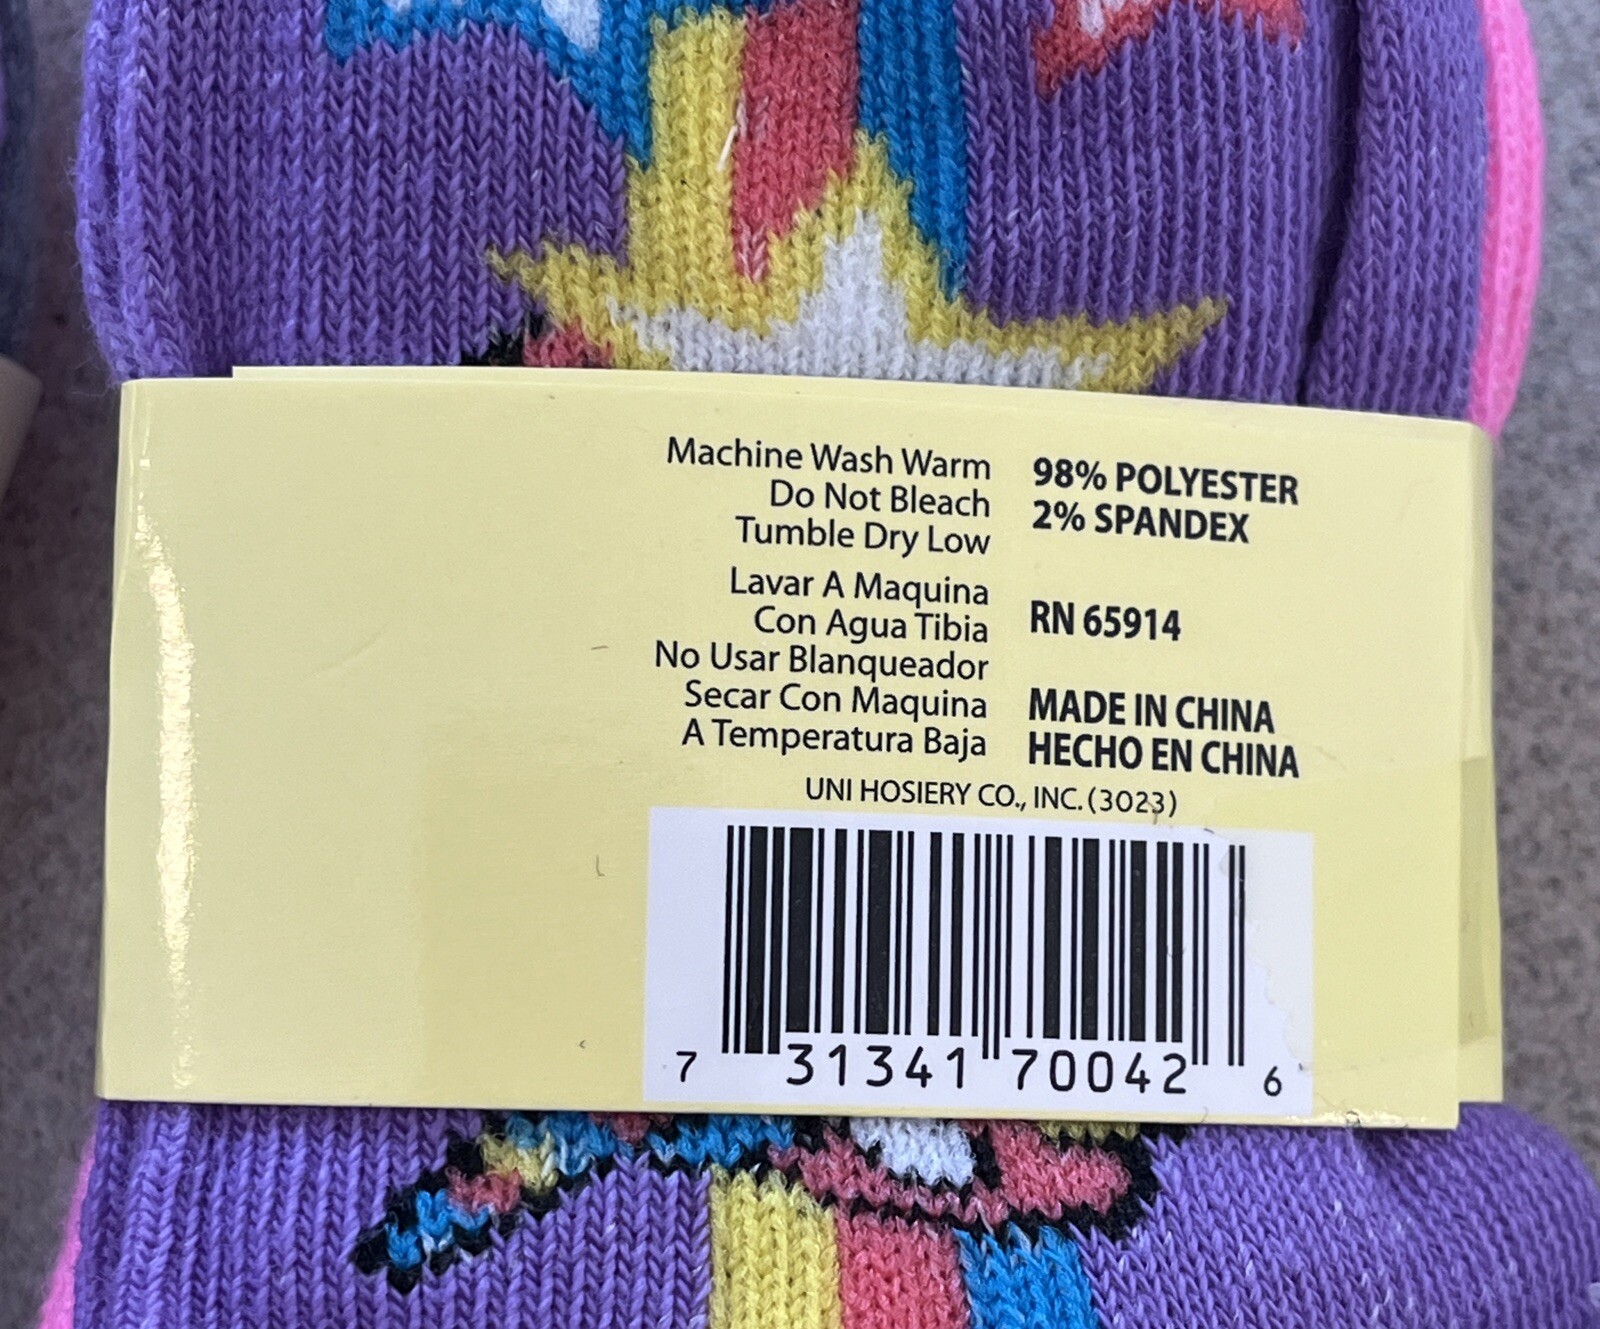 Machine Wash Warm
Do Not Bleach
Tumble Dry Low
Lavar A Maquina
Con Agua Tibia
No Usar Blanqueador
Secar Con Maquina
A Temperatura Baja
98% POLYESTER
2% SPANDEX
RN 65914
MADE IN CHINA
HECHO EN CHINA
UNI HOSIERY CO., INC. (3023)
7 31341 70042 6